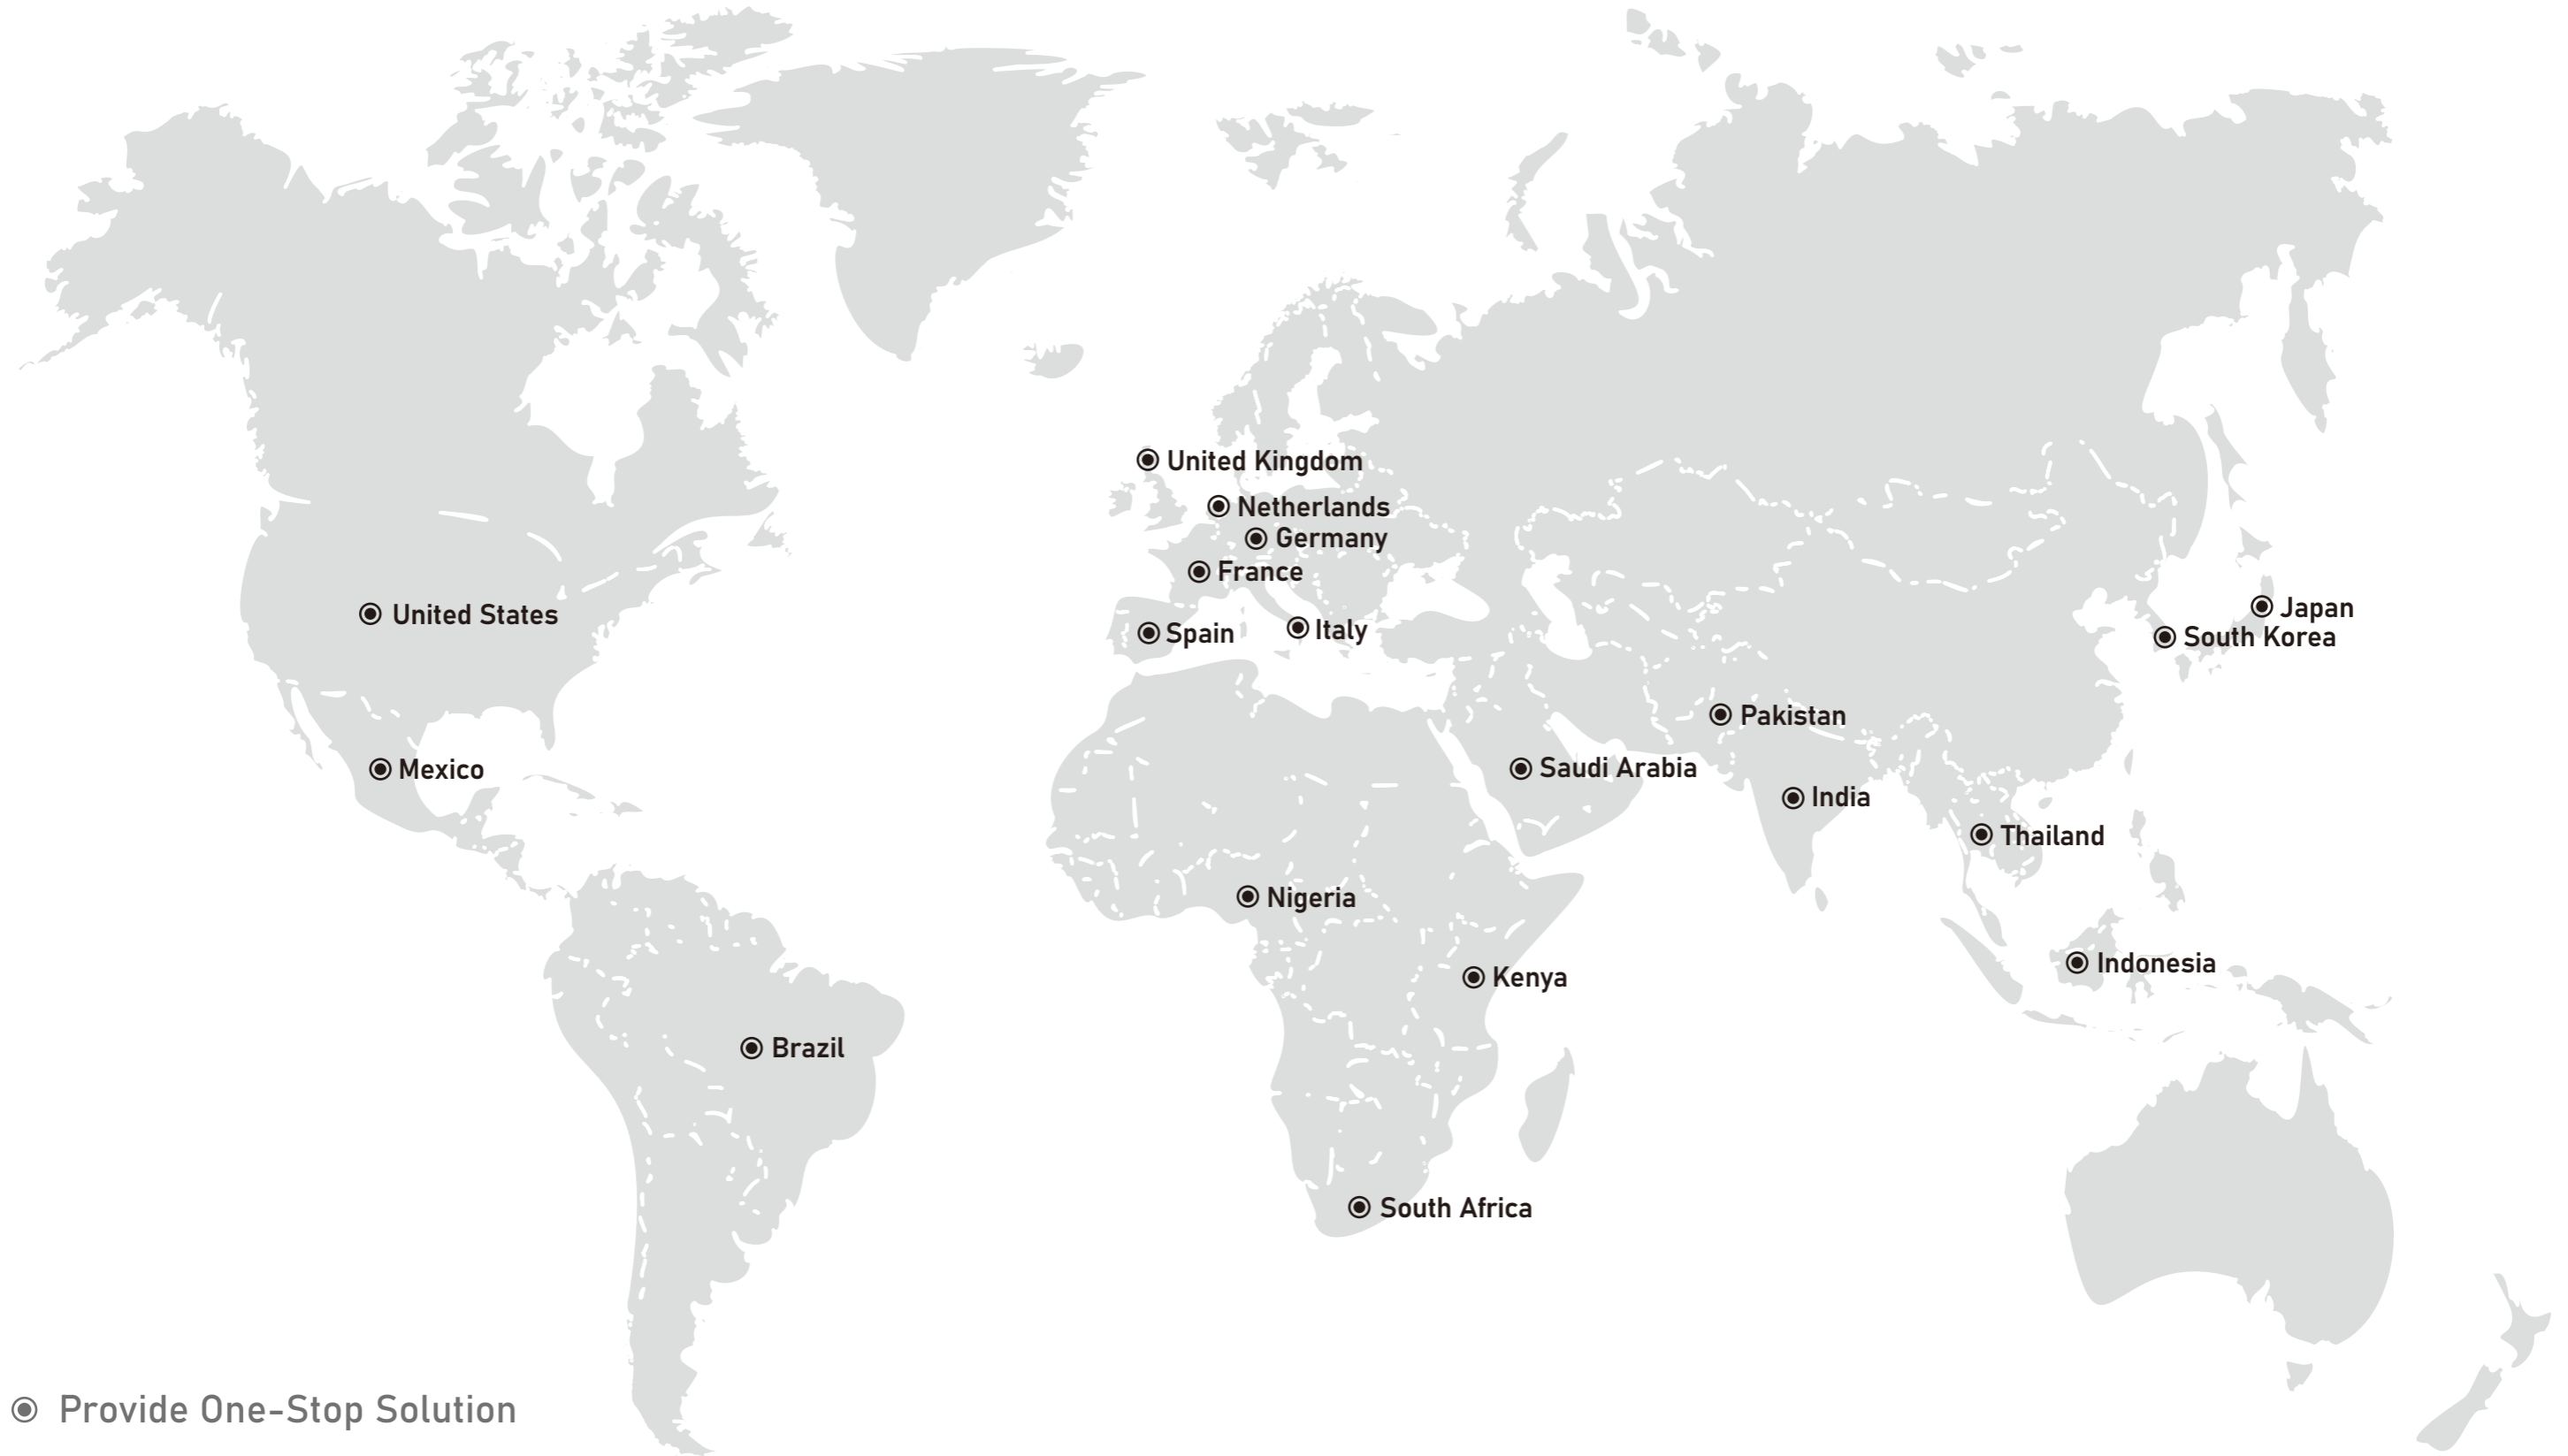 United Kingdom
Netherlands
Germany
France
United States
Spain
Italy
Japan
South Korea
Pakistan
Mexico
Saudi Arabia
India
Thailand
Nigeria
Indonesia
Kenya
Brazil
South Africa
Provide One-Stop Solution